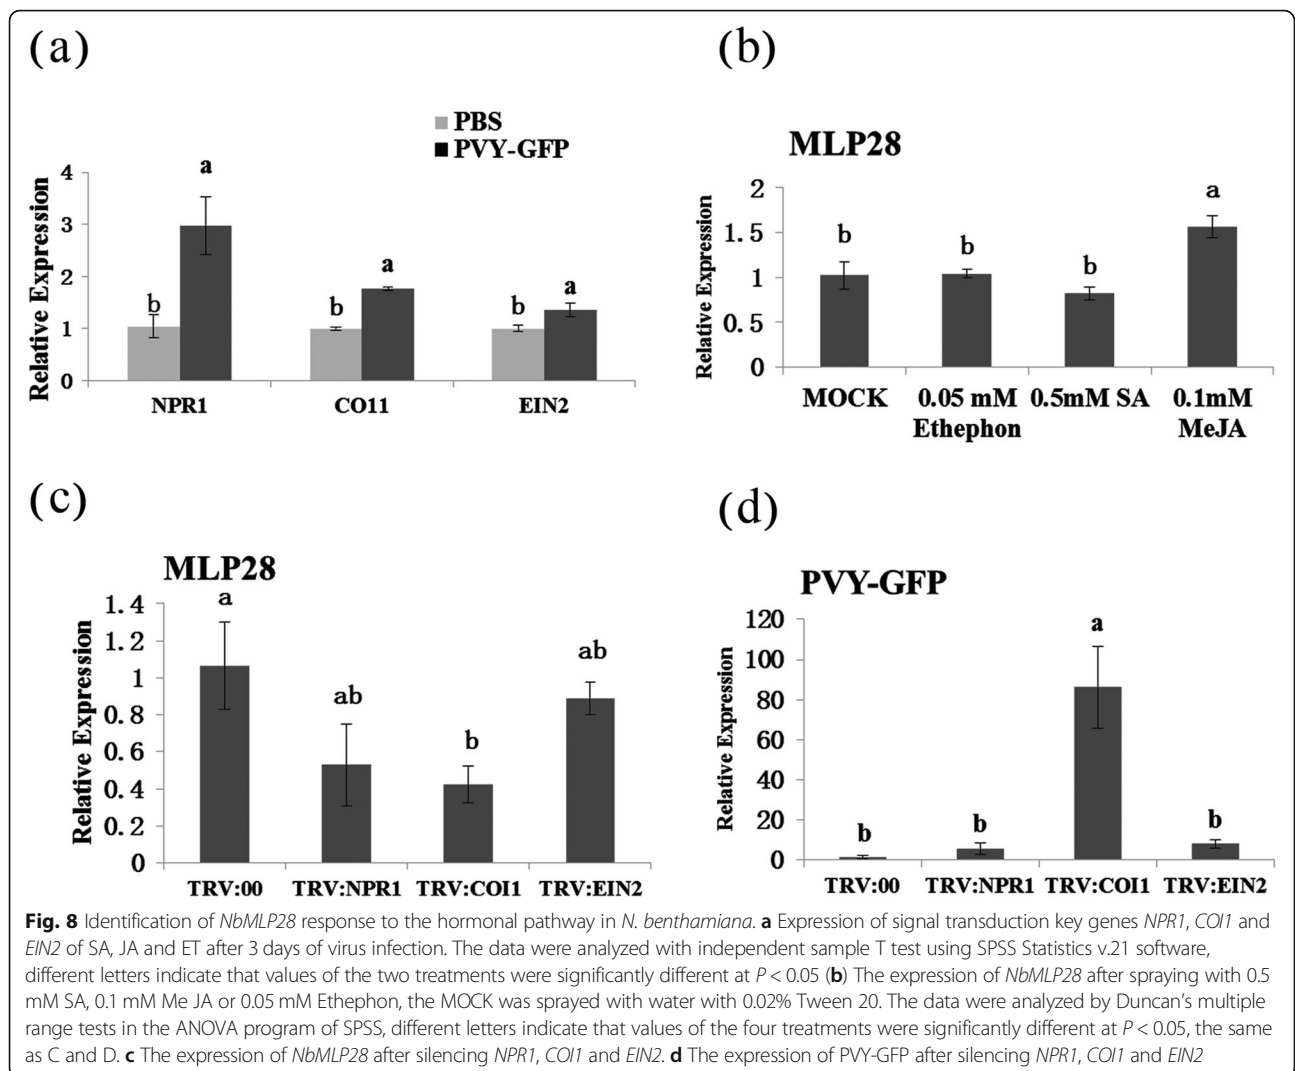 (a)
PBS
PVY-GFP
Relative Expression
4
3
2
1
0
b
a
b
a
b
a
NPR1
CO11
EIN2
(b)
MLP28
Relative Expression
2
1.5
1
0.5
0
b
b
b
a
MOCK
0.05 mM
Ethephon
0.5mM SA
0.1mM
MeJA
(c)
MLP28
Relative Expression
1.4
1.2
1
0.8
0.6
0.4
0.2
0
a
ab
b
ab
TRV:00
TRV:NPR1
TRV:COI1
TRV:EIN2
(d)
PVY-GFP
Relative Expression
120
100
80
60
40
20
0
b
b
a
b
TRV:00
TRV:NPR1
TRV:COI1
TRV:EIN2
Fig. 8 Identification of NbMLP28 response to the hormonal pathway in N. benthamiana. a Expression of signal transduction key genes NPR1, COI1 and
EIN2 of SA, JA and ET after 3 days of virus infection. The data were analyzed with independent sample T test using SPSS Statistics v.21 software,
different letters indicate that values of the two treatments were significantly different at P < 0.05 (b) The expression of NbMLP28 after spraying with 0.5
mM SA, 0.1 mM Me JA or 0.05 mM Ethephon, the MOCK was sprayed with water with 0.02% Tween 20. The data were analyzed by Duncan's multiple
range tests in the ANOVA program of SPSS, different letters indicate that values of the four treatments were significantly different at P < 0.05, the same
as C and D. c The expression of NbMLP28 after silencing NPR1, COI1 and EIN2. d The expression of PVY-GFP after silencing NPR1, COI1 and EIN2